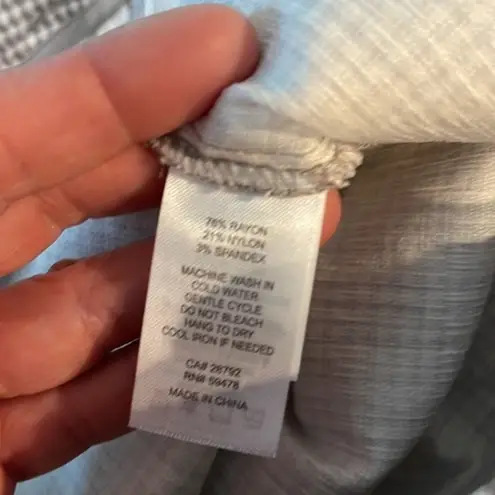 76% RAYON
21% NYLON
3% SPANDEX
MACHINE WASH IN
COLD WATER
GENTLE CYCLE
DO NOT BLEACH
HANG TO DRY
COOL IRON IF NEEDED
CA# 28792
RN# 59478
MADE IN CHINA